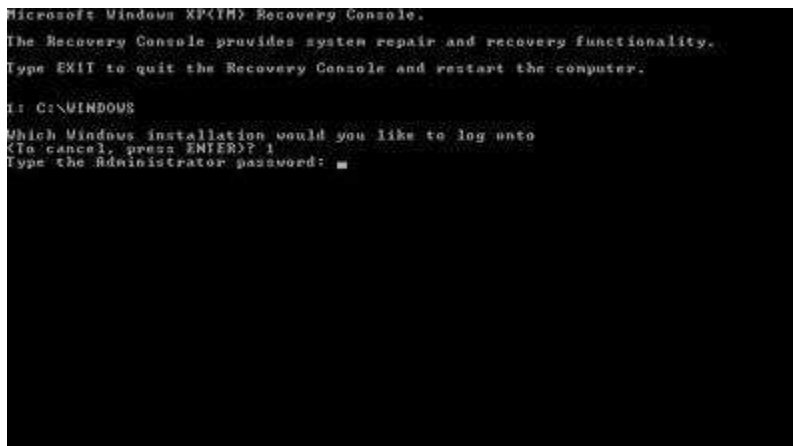 Microsoft Windows XP(TM) Recovery Console.
The Recovery Console provides system repair and recovery functionality.
Type EXIT to quit the Recovery Console and restart the computer.
1: C:\WINDOWS
Which Windows installation would you like to log onto
(To cancel, press ENTER)? 1
Type the Administrator password: